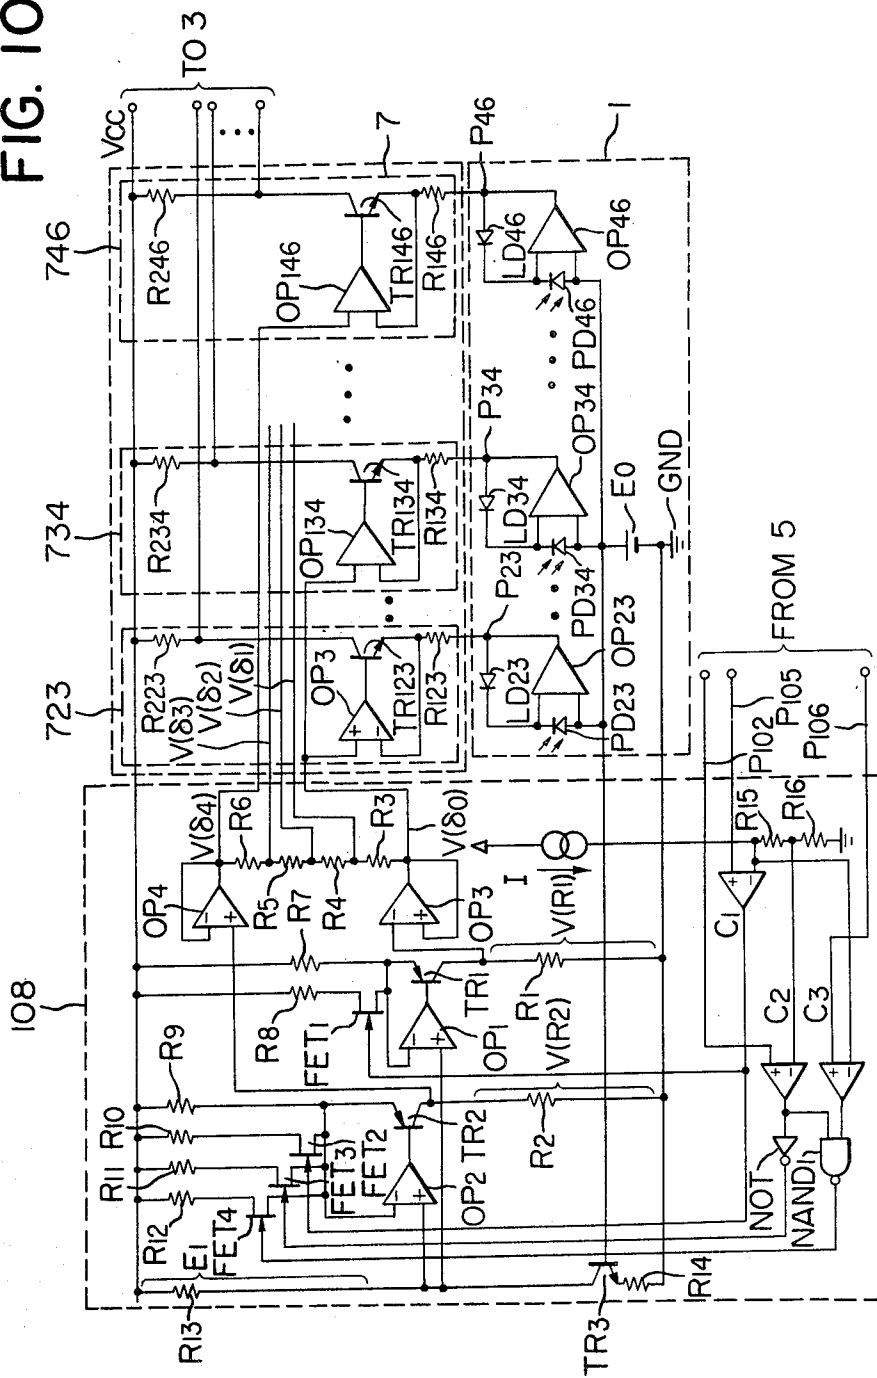 FIG. 10
108
723
734
746
7
1
TO 3
VCC
R223
R234
R246
V(δ3)
V(δ2)
V(δ1)
OP3
OP134
OP146
TR123
TR134
TR146
R123
R134
R146
P23
P34
P46
LD23
LD34
LD46
PD23
PD34
PD46
OP23
OP34
OP46
E0
GND
FROM 5
P102
P105
P106
V(δ4)
R6
R5
R4
R3
V(δ0)
OP4
OP3
R7
R8
FET1
TR1
OP1
R1
V(R1)
V(R2)
I
R9
R10
R11
R12
R13
E1
FET4
FET3
FET2
TR2
OP2
R2
TR3
R14
R15
R16
C1
C2
C3
NOT
NAND1
+
−